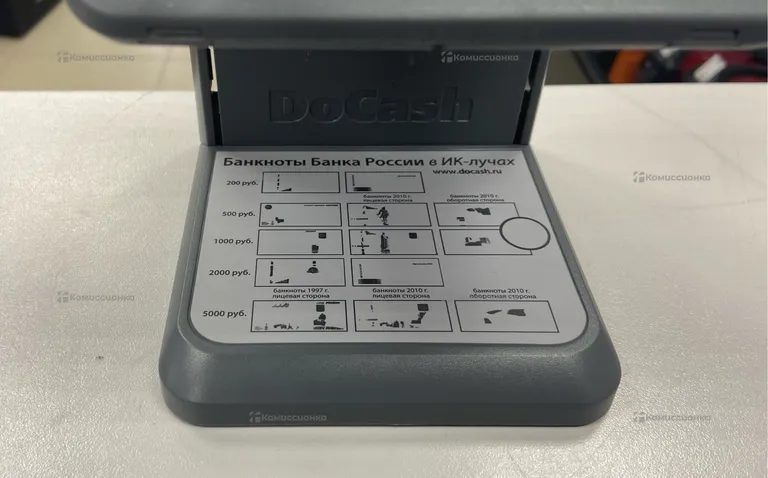 Комиссионко
Комиссионко
DoCash
Банкноты Банка России в ИК-лучах
www.docash.ru
200 руб.
банкноты 2010 г.
лицевая сторона
банкноты 2010 г.
оборотная сторона
500 руб.
1000 руб.
2000 руб.
банкноты 1997 г.
лицевая сторона
банкноты 2010 г.
лицевая сторона
банкноты 2010 г.
оборотная сторона
5000 руб.
Комиссионко
Комиссионко
Комиссионко
Комиссионко